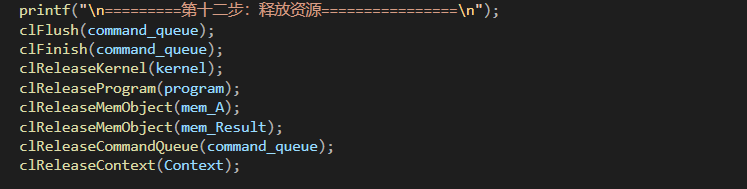 printf("\n=========第十二步：释放资源================\n");
clFlush(command_queue);
clFinish(command_queue);
clReleaseKernel(kernel);
clReleaseProgram(program);
clReleaseMemObject(mem_A);
clReleaseMemObject(mem_Result);
clReleaseCommandQueue(command_queue);
clReleaseContext(Context);